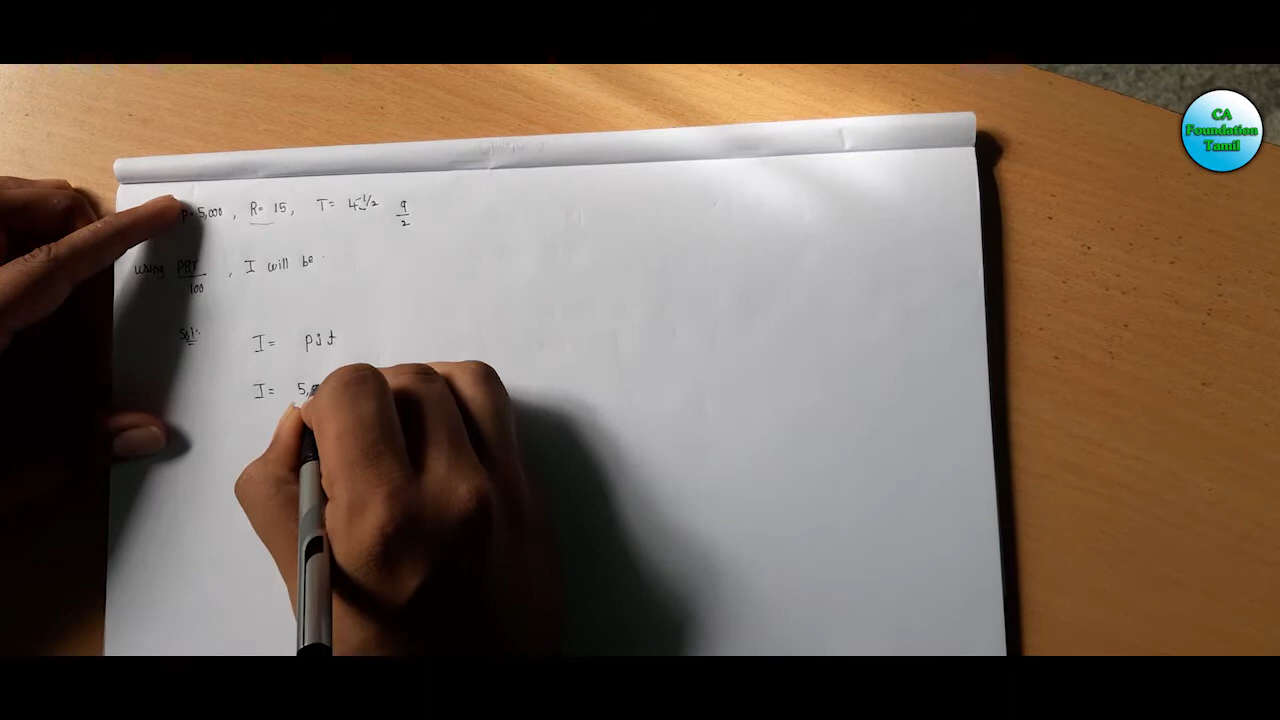 P= 5,000, R= 15, T= 4 1/2 9/2
using PRT/100, I will be
Sol:
I= pit
I= 5,
CA
Foundation
Tamil